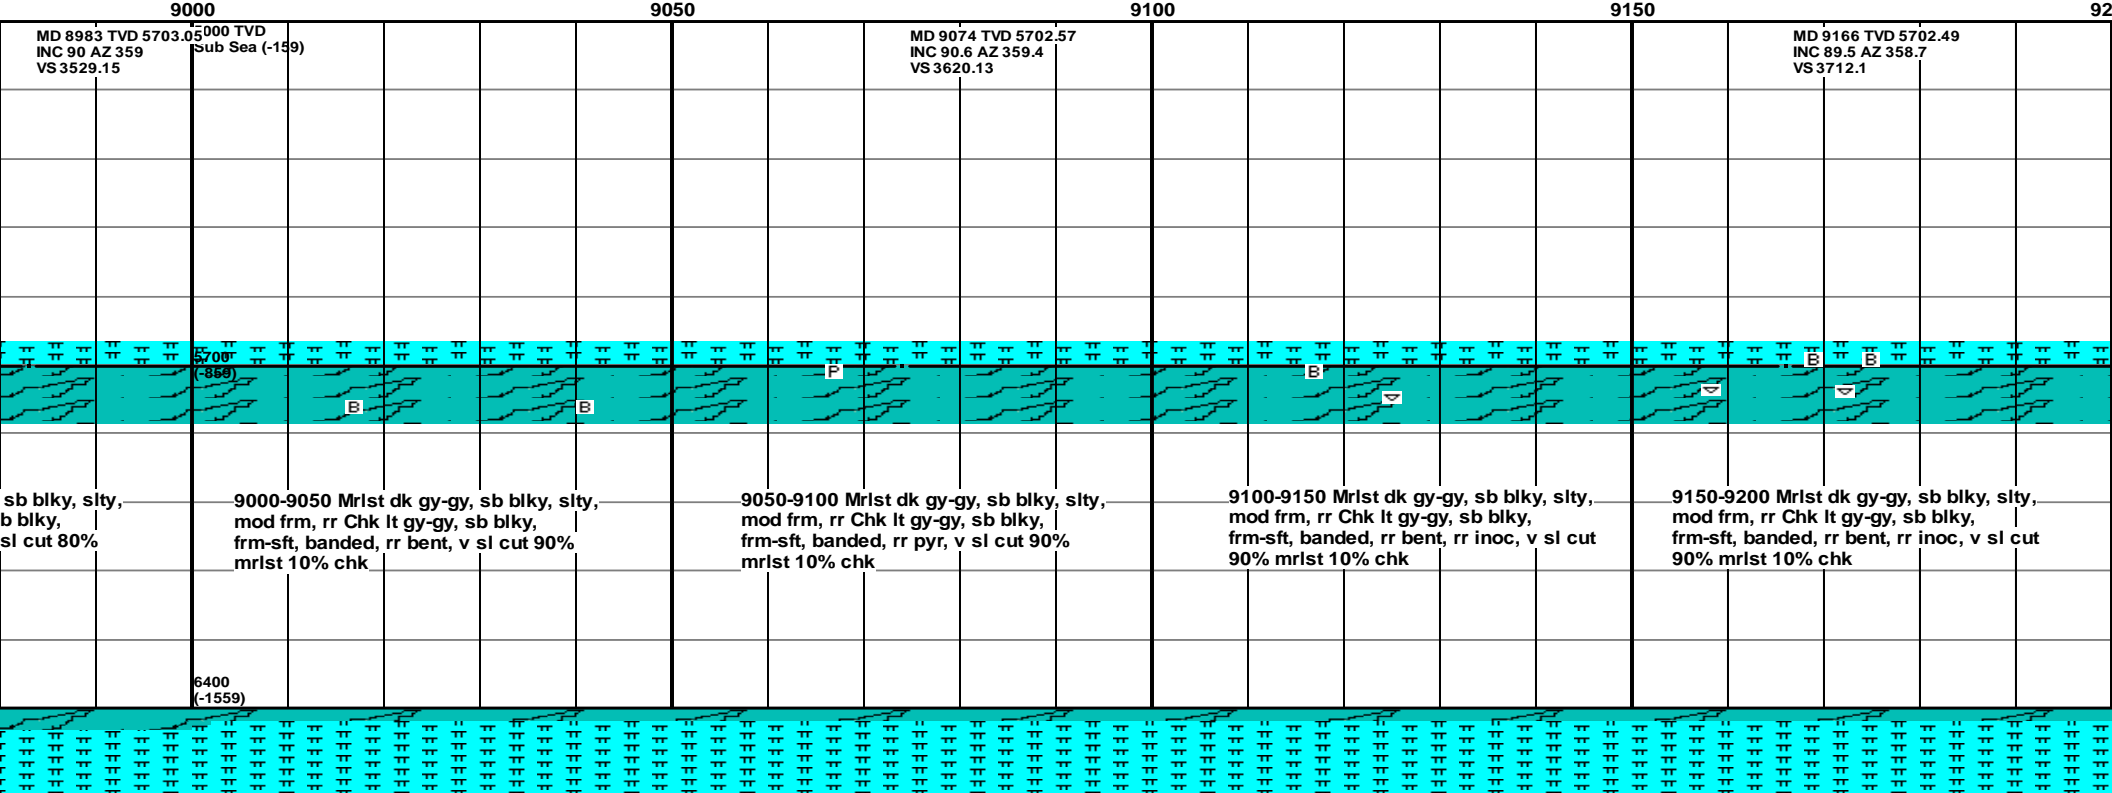 9000
9050
9100
9150
92
MD 8983 TVD 5703.05
INC 90 AZ 359
VS 3529.15
000 TVD
Sub Sea (-159)
MD 9074 TVD 5702.57
INC 90.6 AZ 359.4
VS 3620.13
MD 9166 TVD 5702.49
INC 89.5 AZ 358.7
VS 3712.1
5700
(-859)
B
B
P
B
B
B
sb blky, slty,
b blky,
sl cut 80%
9000-9050 Mrlst dk gy-gy, sb blky, slty,
mod frm, rr Chk lt gy-gy, sb blky,
frm-sft, banded, rr bent, v sl cut 90%
mrlst 10% chk
9050-9100 Mrlst dk gy-gy, sb blky, slty,
mod frm, rr Chk lt gy-gy, sb blky,
frm-sft, banded, rr pyr, v sl cut 90%
mrlst 10% chk
9100-9150 Mrlst dk gy-gy, sb blky, slty,
mod frm, rr Chk lt gy-gy, sb blky,
frm-sft, banded, rr bent, rr inoc, v sl cut
90% mrlst 10% chk
9150-9200 Mrlst dk gy-gy, sb blky, slty,
mod frm, rr Chk lt gy-gy, sb blky,
frm-sft, banded, rr bent, rr inoc, v sl cut
90% mrlst 10% chk
6400
(-1559)